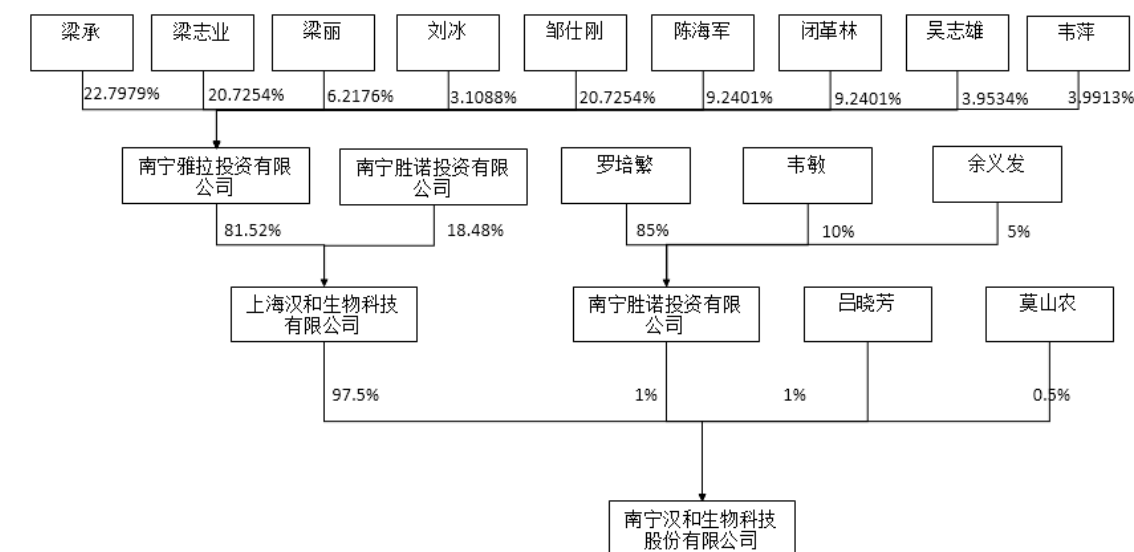 梁承
梁志业
梁丽
刘冰
邹仕刚
陈海军
闭革林
吴志雄
韦萍
22.7979%
20.7254%
6.2176%
3.1088%
20.7254%
9.2401%
9.2401%
3.9534%
3.9913%
南宁雅拉投资有限
公司
南宁胜诺投资有限
公司
罗培繁
韦敏
余义发
81.52%
18.48%
85%
10%
5%
上海汉和生物科技
有限公司
南宁胜诺投资有限
公司
吕晓芳
莫山农
97.5%
1%
1%
0.5%
南宁汉和生物科技
股份有限公司